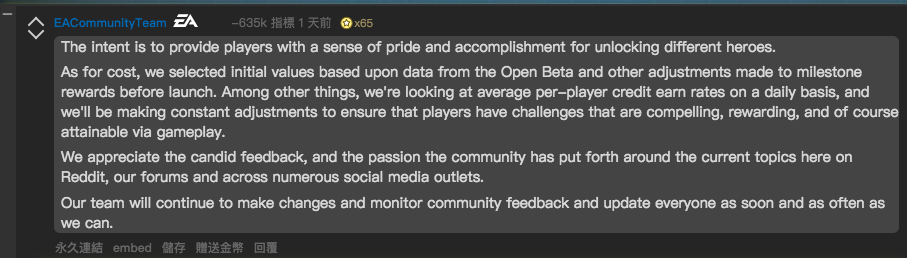 EACommunityTeam EA −635k 指標 1 天前 x65
The intent is to provide players with a sense of pride and accomplishment for unlocking different heroes.
As for cost, we selected initial values based upon data from the Open Beta and other adjustments made to milestone
rewards before launch. Among other things, we're looking at average per-player credit earn rates on a daily basis, and
we'll be making constant adjustments to ensure that players have challenges that are compelling, rewarding, and of course
attainable via gameplay.
We appreciate the candid feedback, and the passion the community has put forth around the current topics here on
Reddit, our forums and across numerous social media outlets.
Our team will continue to make changes and monitor community feedback and update everyone as soon and as often as
we can.
永久連結 embed 儲存 贈送金幣 回覆